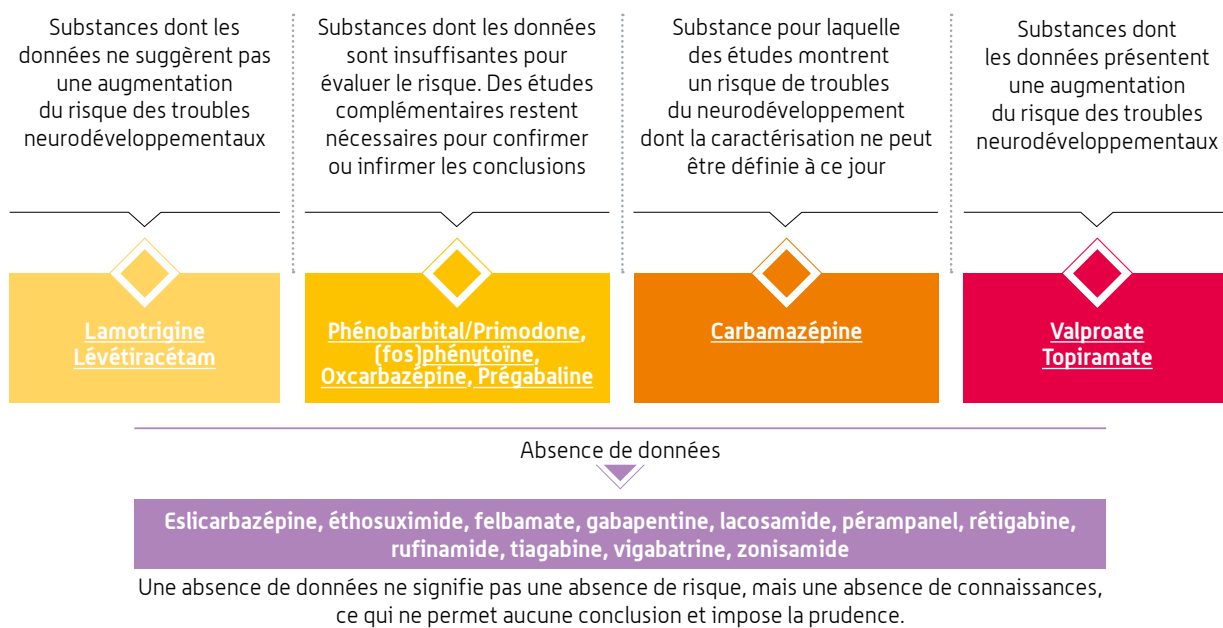 Substances dont les
données ne suggèrent pas
une augmentation
du risque des troubles
neurodéveloppementaux
Substances dont les données
sont insuffisantes pour
évaluer le risque. Des études
complémentaires restent
nécessaires pour confirmer
ou infirmer les conclusions
Substance pour laquelle
des études montrent
un risque de troubles
du neurodéveloppement
dont la caractérisation ne peut
être définie à ce jour
Substances dont
les données présentent
une augmentation
du risque des troubles
neurodéveloppementaux
Lamotrigine
Lévétiracétam
Phénobarbital/Primodone,
(fos)phénytoïne,
Oxcarbazépine, Prégabaline
Carbamazépine
Valproate
Topiramate
Absence de données
Eslicarbazépine, éthosuximide, felbamate, gabapentine, lacosamide, pérampanel, rétigabine,
rufinamide, tiagabine, vigabatrine, zonisamide
Une absence de données ne signifie pas une absence de risque, mais une absence de connaissances,
ce qui ne permet aucune conclusion et impose la prudence.